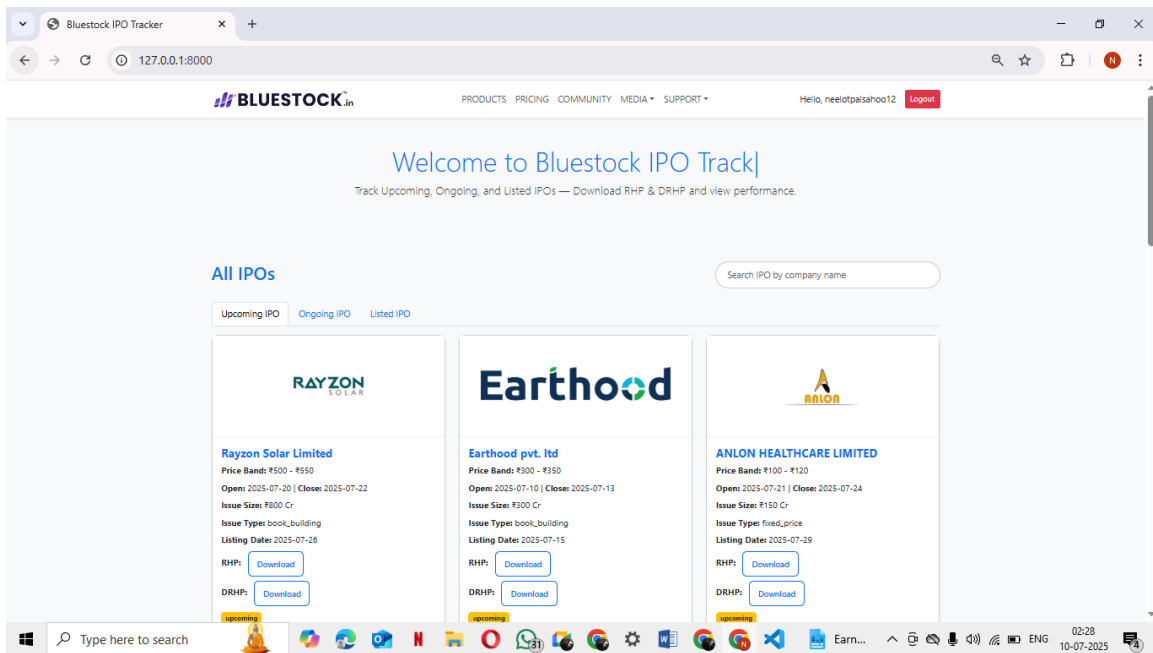 Bluestock IPO Tracker
127.0.0.1:8000
N
BLUESTOCK™.in
PRODUCTS PRICING COMMUNITY MEDIA SUPPORT
Hello, neelotpalsahoo12 Logout
Welcome to Bluestock IPO Track|
Track Upcoming, Ongoing, and Listed IPOs — Download RHP & DRHP and view performance.
All IPOs
Search IPO by company name
Upcoming IPO Ongoing IPO Listed IPO
RAYZON
SOLAR
Rayzon Solar Limited
Price Band: ₹500 - ₹550
Open: 2025-07-20 | Close: 2025-07-22
Issue Size: ₹800 Cr
Issue Type: book_building
Listing Date: 2025-07-26
RHP: Download
DRHP: Download
upcoming
Earthood
Earthood pvt. ltd
Price Band: ₹300 - ₹350
Open: 2025-07-10 | Close: 2025-07-13
Issue Size: ₹300 Cr
Issue Type: book_building
Listing Date: 2025-07-15
RHP: Download
DRHP: Download
upcoming
ANLON
ANLON HEALTHCARE LIMITED
Price Band: ₹100 - ₹120
Open: 2025-07-21 | Close: 2025-07-24
Issue Size: ₹150 Cr
Issue Type: fixed_price
Listing Date: 2025-07-29
RHP: Download
DRHP: Download
upcoming
Type here to search
31
Earn...
ENG
02:28
10-07-2025
4